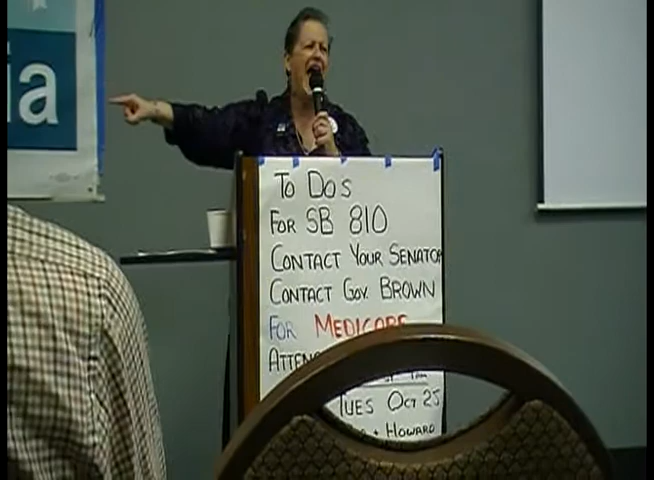 ia
TO DOS
FOR SB 810
CONTACT YOUR SENATOR
CONTACT GOV. BROWN
FOR MEDICARE
TUES OCT 25
+ HOWARD